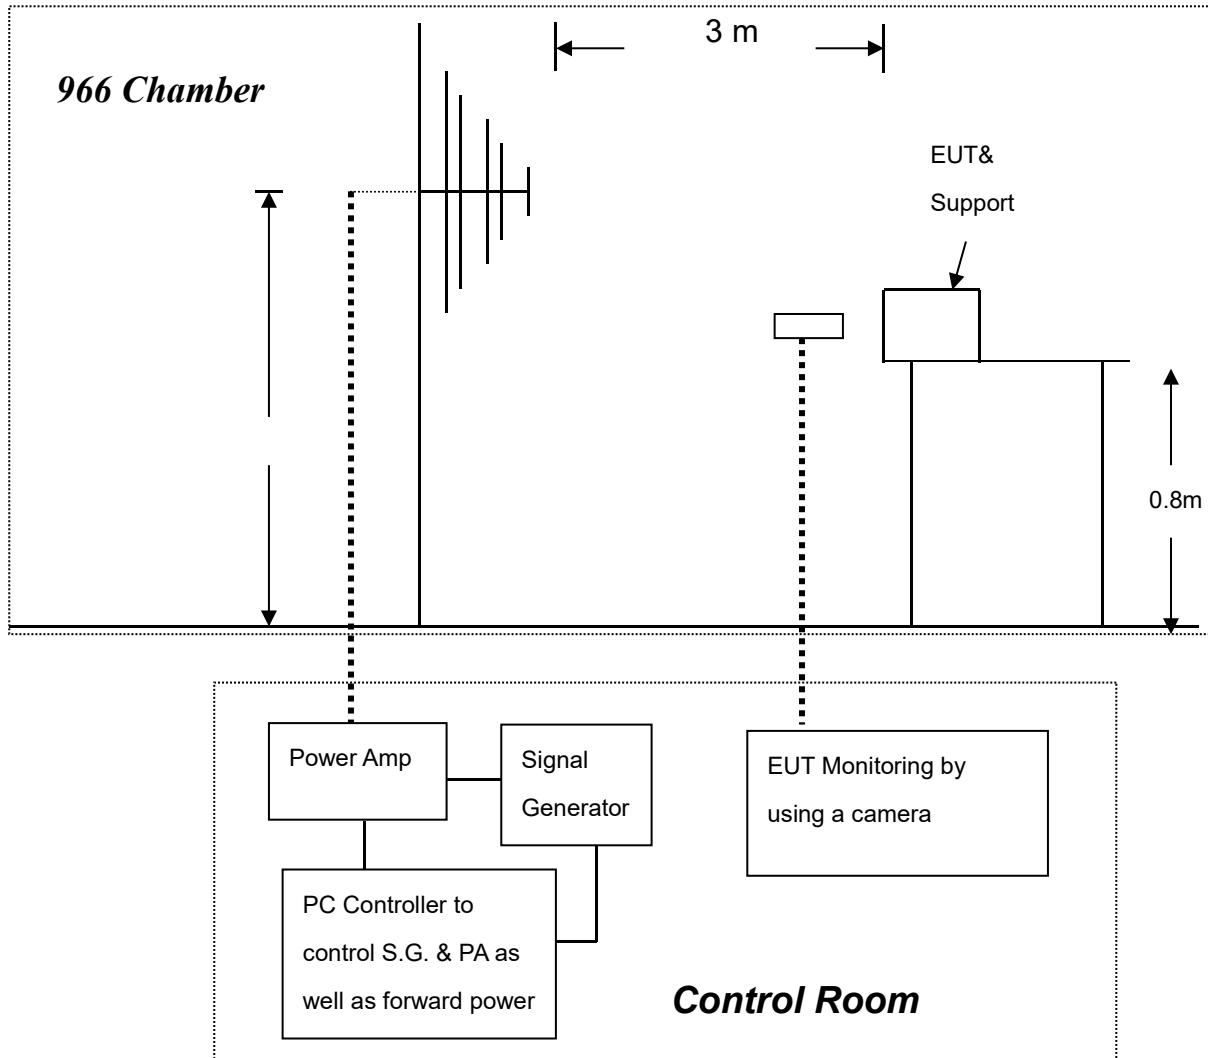 3 m
966 Chamber
EUT&
Support
0.8m
Power Amp
Signal
Generator
EUT Monitoring by
using a camera
PC Controller to
control S.G. & PA as
well as forward power
Control Room